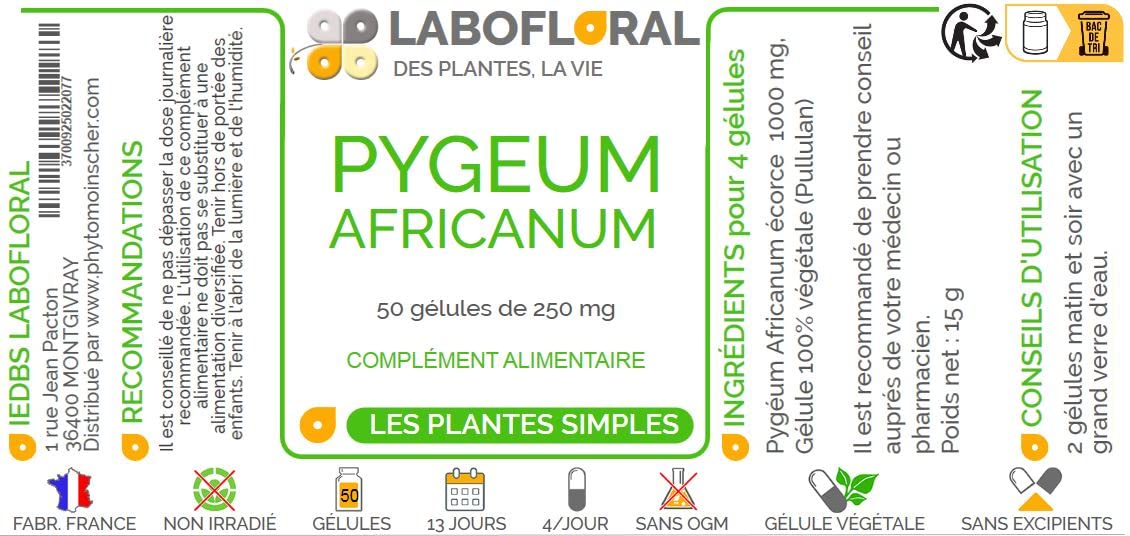 IEDBS LABOFLORAL
1 rue Jean Pacton
36400 MONTGIVRAY
Distribué par www.phytomoinscher.com
3700925022077
RECOMMANDATIONS
Il est conseillé de ne pas dépasser la dose journalière
recommandée. L'utilisation de ce complément
alimentaire ne doit pas se substituer à une
alimentation diversifiée. Tenir hors de portée des
enfants. Tenir à l'abri de la lumière et de l'humidité.
LABOFLORAL
DES PLANTES, LA VIE
PYGEUM
AFRICANUM
50 gélules de 250 mg
COMPLÉMENT ALIMENTAIRE
LES PLANTES SIMPLES
INGRÉDIENTS pour 4 gélules
Pygéum Africanum écorce 1000 mg,
Gélule 100% végétale (Pullulan)
Il est recommandé de prendre conseil
auprés de votre médecin ou
pharmacien.
Poids net : 15 g
BAC
DE
TRI
CONSEILS D'UTILISATION
2 gélules matin et soir avec un
grand verre d'eau.
FABR. FRANCE
NON IRRADIÉ
50
GÉLULES
13 JOURS
4/JOUR
SANS OGM
GÉLULE VÉGÉTALE
SANS EXCIPIENTS